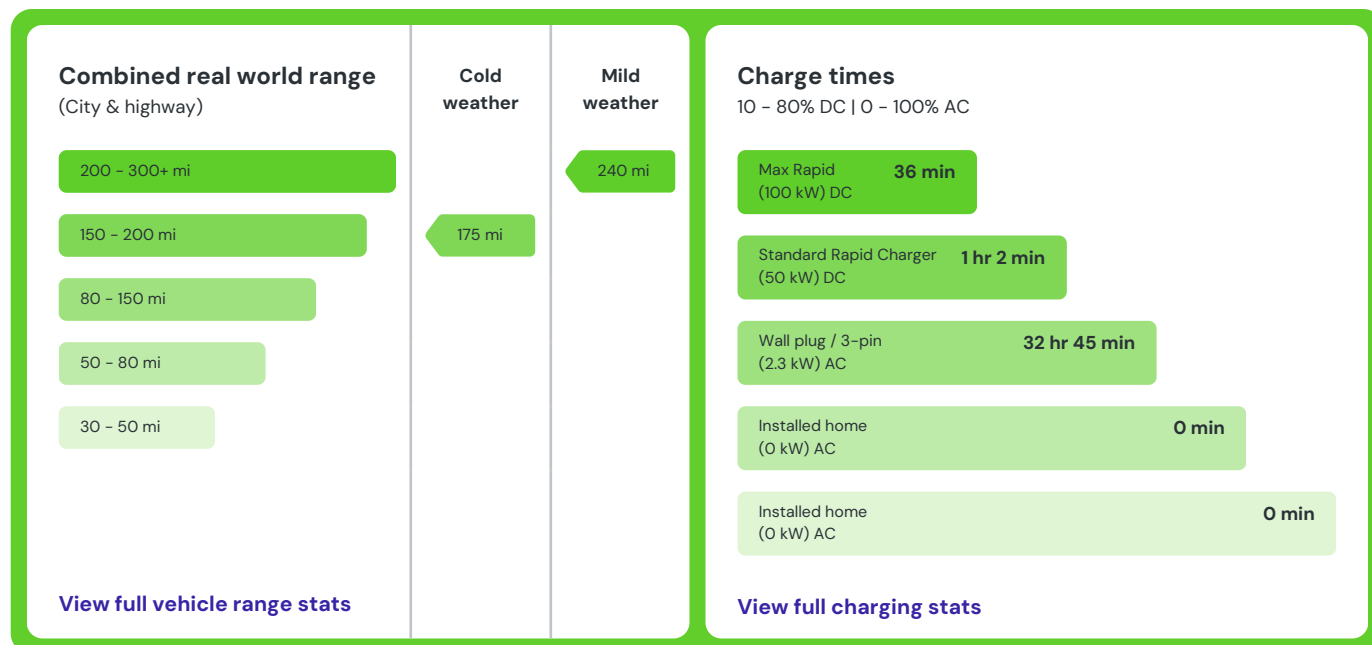 Combined real world range
(City & highway)
Cold
weather
Mild
weather
200 - 300+ mi
240 mi
150 - 200 mi
175 mi
80 - 150 mi
50 - 80 mi
30 - 50 mi
View full vehicle range stats
Charge times
10 - 80% DC | 0 - 100% AC
Max Rapid
(100 kW) DC
36 min
Standard Rapid Charger
(50 kW) DC
1 hr 2 min
Wall plug / 3-pin
(2.3 kW) AC
32 hr 45 min
Installed home
(0 kW) AC
0 min
Installed home
(0 kW) AC
0 min
View full charging stats